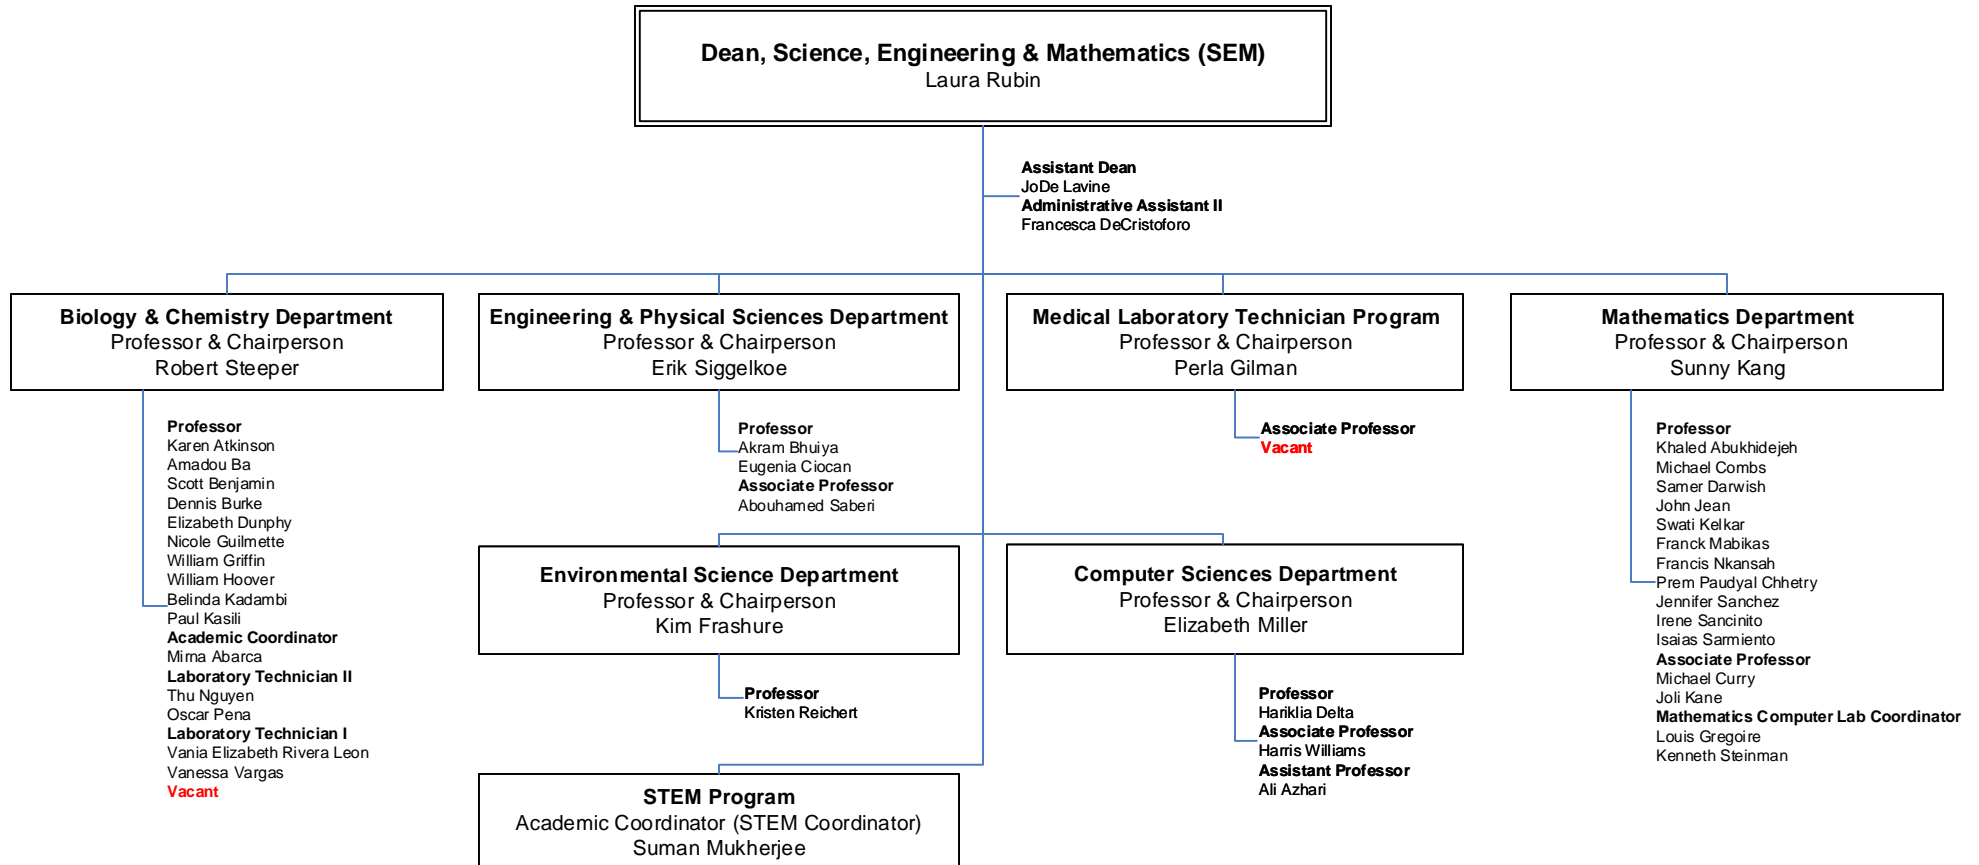 Dean, Science, Engineering & Mathematics (SEM)
Laura Rubin
Assistant Dean
JoDe Lavine
Administrative Assistant II
Francesca DeCristoforo
Biology & Chemistry Department
Professor & Chairperson
Robert Steeper
Professor
Karen Atkinson
Amadou Ba
Scott Benjamin
Dennis Burke
Elizabeth Dunphy
Nicole Guilmette
William Griffin
William Hoover
Belinda Kadambi
Paul Kasili
Academic Coordinator
Mirna Abarca
Laboratory Technician II
Thu Nguyen
Oscar Pena
Laboratory Technician I
Vania Elizabeth Rivera Leon
Vanessa Vargas
Vacant
Engineering & Physical Sciences Department
Professor & Chairperson
Erik Siggelkoe
Professor
Akram Bhuiya
Eugenia Ciocan
Associate Professor
Abouhamed Saberi
Medical Laboratory Technician Program
Professor & Chairperson
Perla Gilman
Associate Professor
Vacant
Mathematics Department
Professor & Chairperson
Sunny Kang
Professor
Khaled Abukhidejeh
Michael Combs
Samer Darwish
John Jean
Swati Kelkar
Franck Mabikas
Francis Nkansah
Prem Paudyal Chhetry
Jennifer Sanchez
Irene Sancinito
Isaias Sarmiento
Associate Professor
Michael Curry
Joli Kane
Mathematics Computer Lab Coordinator
Louis Gregoire
Kenneth Steinman
Environmental Science Department
Professor & Chairperson
Kim Frashure
Professor
Kristen Reichert
Computer Sciences Department
Professor & Chairperson
Elizabeth Miller
Professor
Hariklia Delta
Associate Professor
Harris Williams
Assistant Professor
Ali Azhari
STEM Program
Academic Coordinator (STEM Coordinator)
Suman Mukherjee